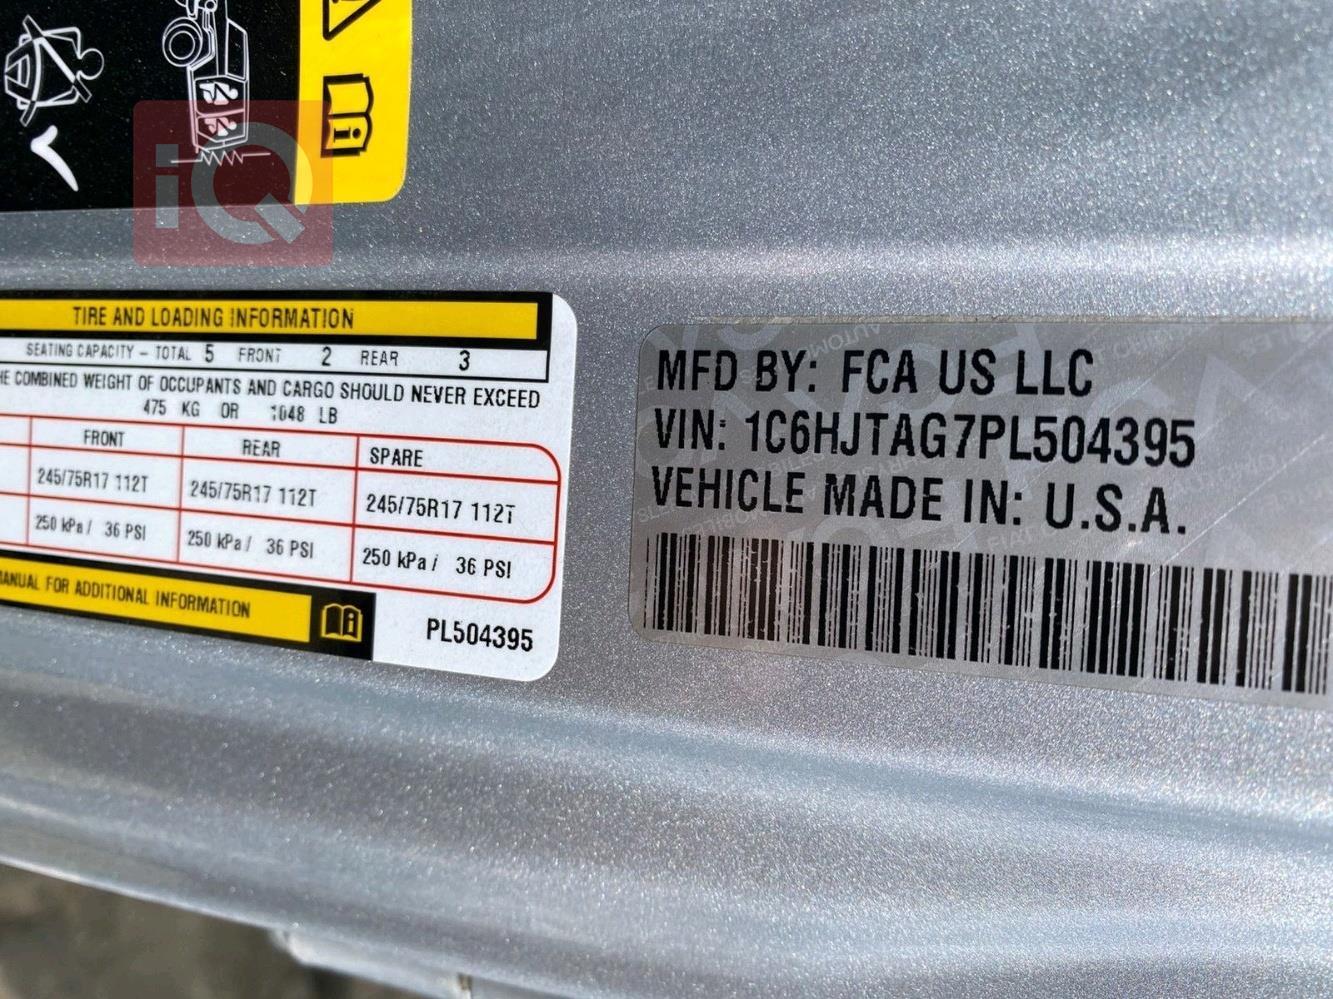 iQ
TIRE AND LOADING INFORMATION
SEATING CAPACITY – TOTAL 5 FRONT 2 REAR 3
HE COMBINED WEIGHT OF OCCUPANTS AND CARGO SHOULD NEVER EXCEED
475 KG OR 1048 LB
FRONT REAR SPARE
245/75R17 112T 245/75R17 112T 245/75R17 112T
250 kPa / 36 PSI 250 kPa / 36 PSI 250 kPa / 36 PSI
MANUAL FOR ADDITIONAL INFORMATION
PL504395
MFD BY: FCA US LLC
VIN: 1C6HJTAG7PL504395
VEHICLE MADE IN: U.S.A.